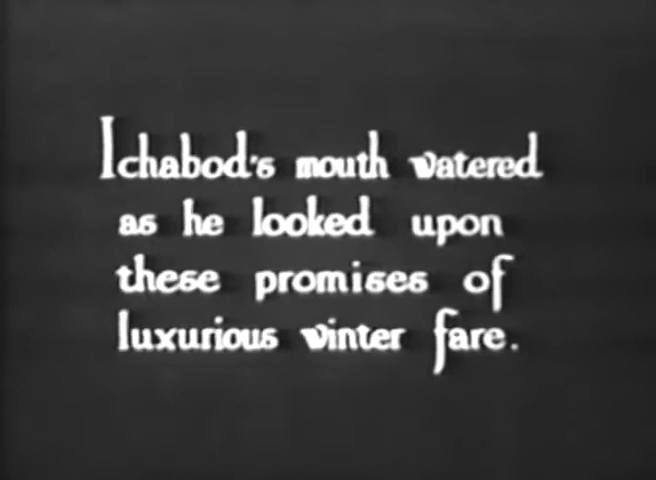 Ichabod's mouth watered
as he looked upon
these promises of
luxurious winter fare.